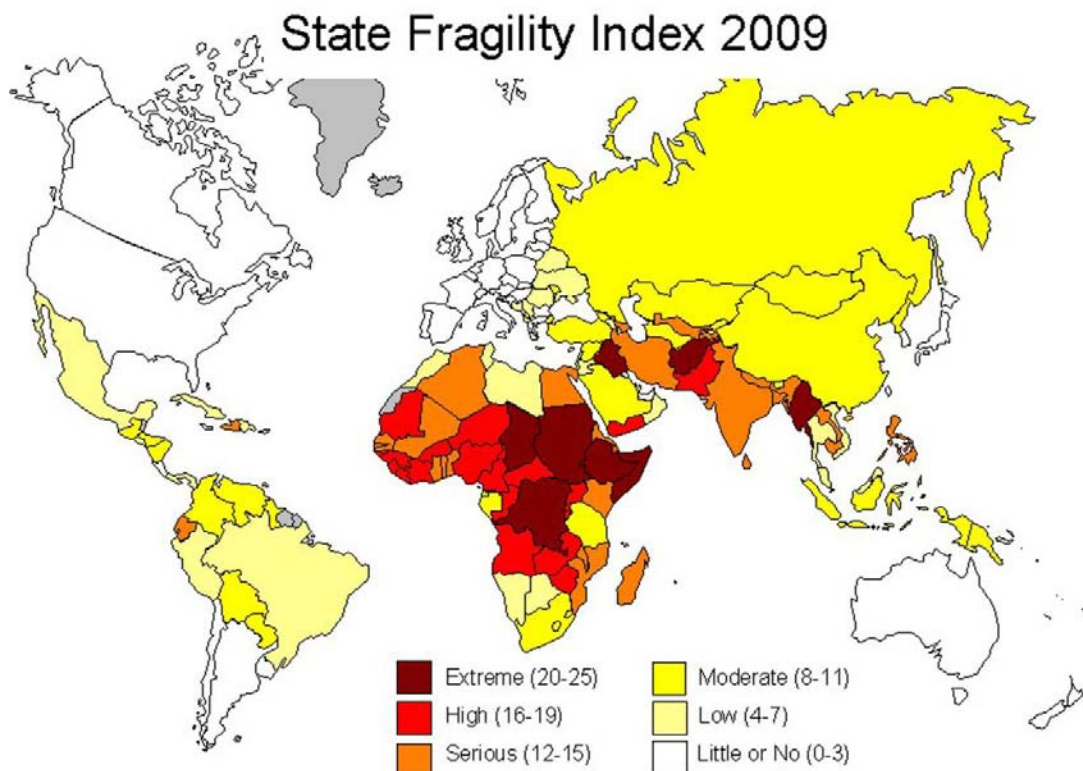 State Fragility Index 2009
Extreme (20-25)
High (16-19)
Serious (12-15)
Moderate (8-11)
Low (4-7)
Little or No (0-3)